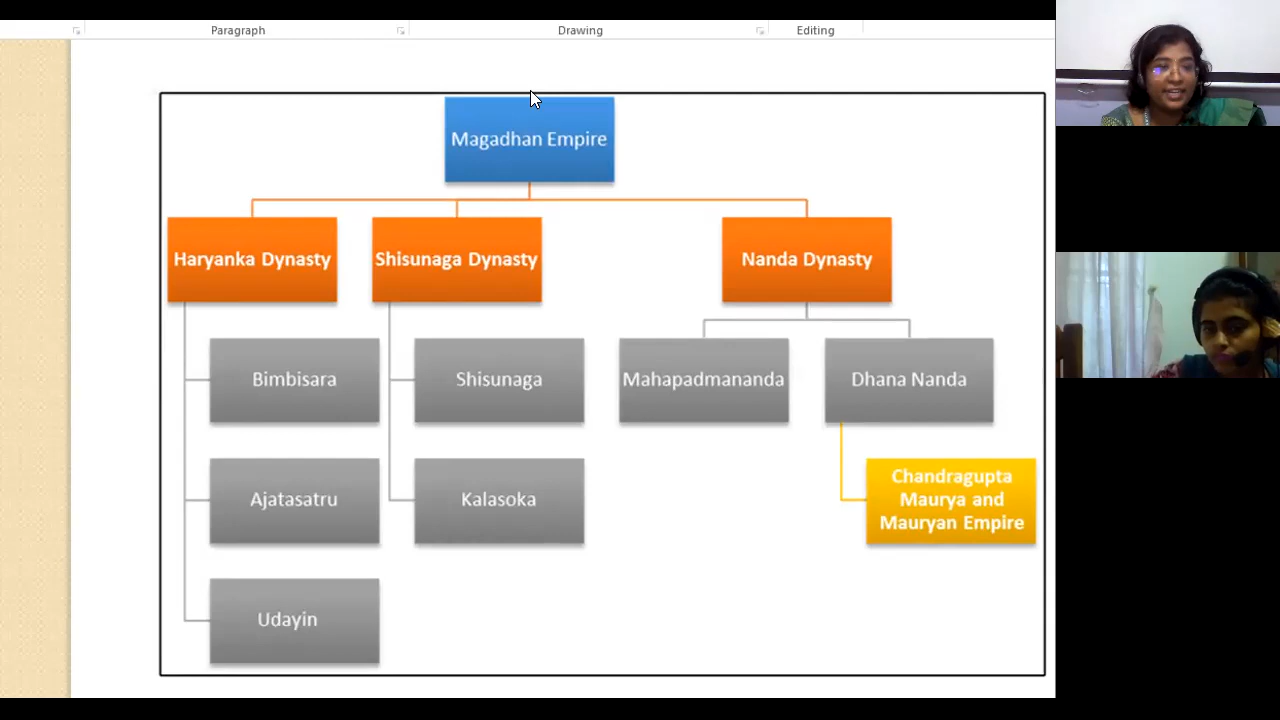 Paragraph
Drawing
Editing
Magadhan Empire
Haryanka Dynasty
Shisunaga Dynasty
Nanda Dynasty
Bimbisara
Shisunaga
Mahapadmananda
Dhana Nanda
Ajatasatru
Kalasoka
Chandragupta
Maurya and
Mauryan Empire
Udayin